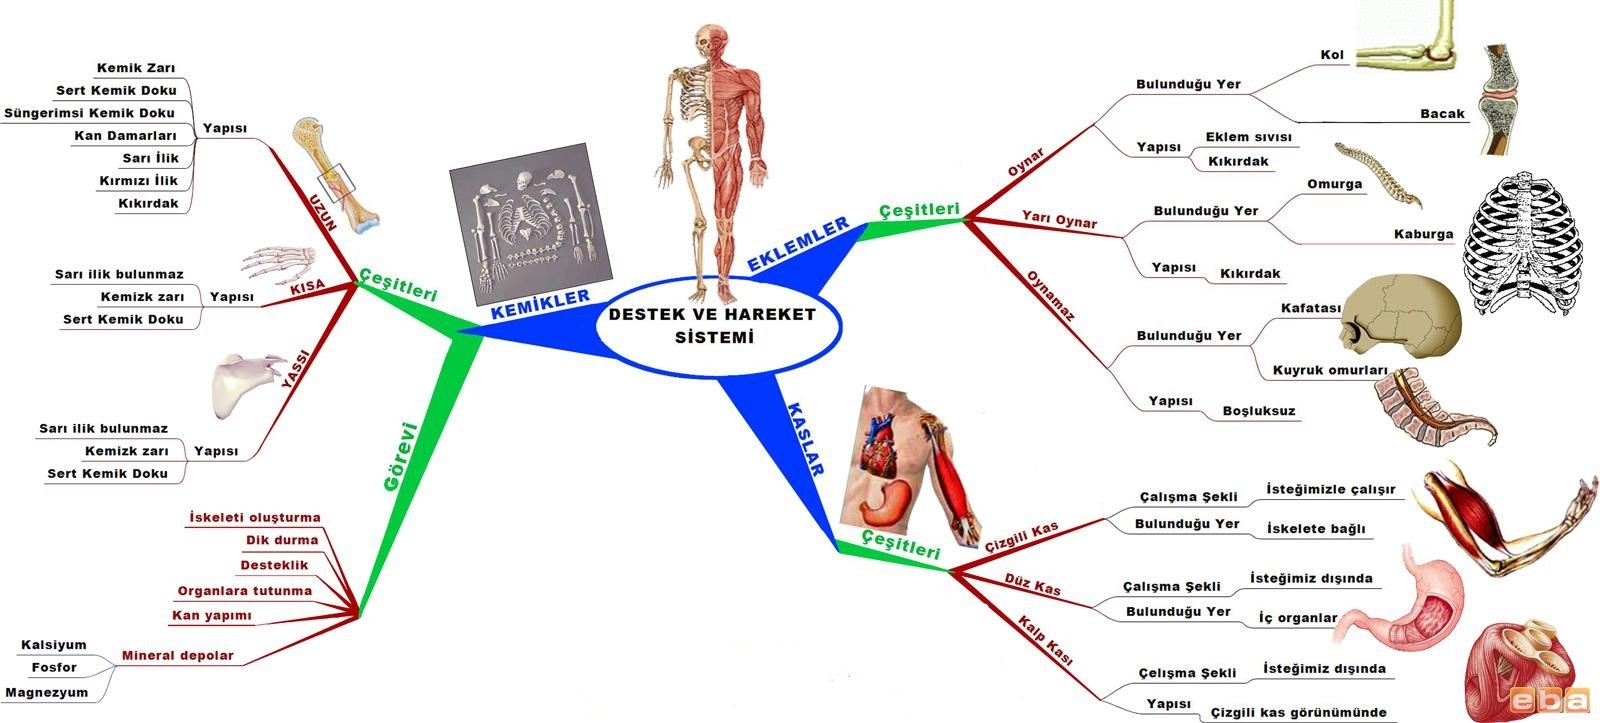 DESTEK VE HAREKET
SİSTEMİ
KEMİKLER
Çeşitleri
UZUN
Yapısı
Kemik Zarı
Sert Kemik Doku
Süngerimsi Kemik Doku
Kan Damarları
Sarı İlik
Kırmızı İlik
Kıkırdak
KISA
Yapısı
Sarı ilik bulunmaz
Kemizk zarı
Sert Kemik Doku
YASSI
Yapısı
Sarı ilik bulunmaz
Kemizk zarı
Sert Kemik Doku
Görevi
İskeleti oluşturma
Dik durma
Desteklik
Organlara tutunma
Kan yapımı
Mineral depolar
Kalsiyum
Fosfor
Magnezyum
EKLEMLER
Çeşitleri
Oynar
Bulunduğu Yer
Kol
Bacak
Yapısı
Eklem sıvısı
Kıkırdak
Yarı Oynar
Bulunduğu Yer
Omurga
Kaburga
Yapısı
Kıkırdak
Oynamaz
Bulunduğu Yer
Kafatası
Kuyruk omurları
Yapısı
Boşluksuz
KASLAR
Çeşitleri
Çizgili Kas
Çalışma Şekli
İsteğimizle çalışır
Bulunduğu Yer
İskelete bağlı
Düz Kas
Çalışma Şekli
İsteğimiz dışında
Bulunduğu Yer
İç organlar
Kalp Kası
Çelışma Şekli
İsteğimiz dışında
Yapısı
Çizgili kas görünümünde
eba